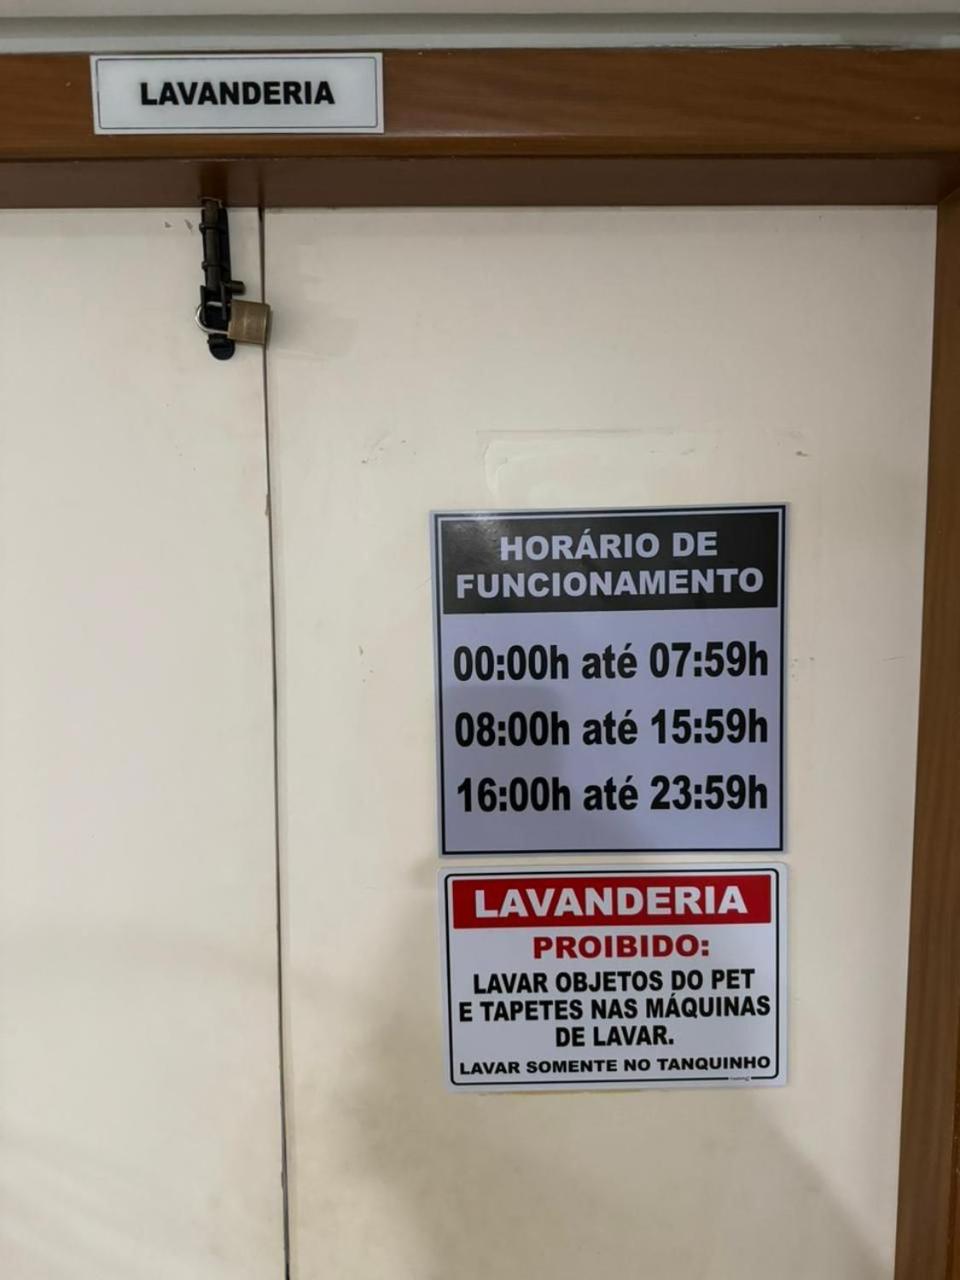 LAVANDERIA
HORÁRIO DE
FUNCIONAMENTO
00:00h até 07:59h
08:00h até 15:59h
16:00h até 23:59h
LAVANDERIA
PROIBIDO:
LAVAR OBJETOS DO PET
E TAPETES NAS MÁQUINAS
DE LAVAR.
LAVAR SOMENTE NO TANQUINHO